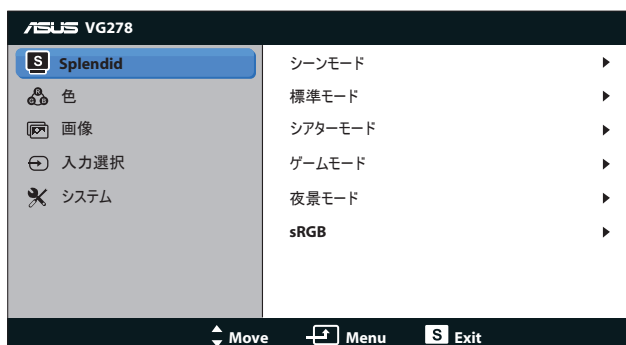 ASUS VG278
S Splendid
色
画像
入力選択
システム
シーンモード
標準モード
シアターモード
ゲームモード
夜景モード
sRGB
Move Menu S Exit